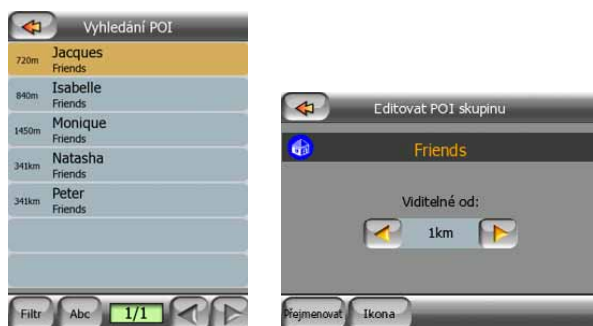 Vyhledání POI
720m Jacques
Friends
840m Isabelle
Friends
1450m Monique
Friends
341km Natasha
Friends
341km Peter
Friends
Filtr Abc 1/1
Editovat POI skupinu
Friends
Viditelné od:
1km
Přejmenovat Ikona